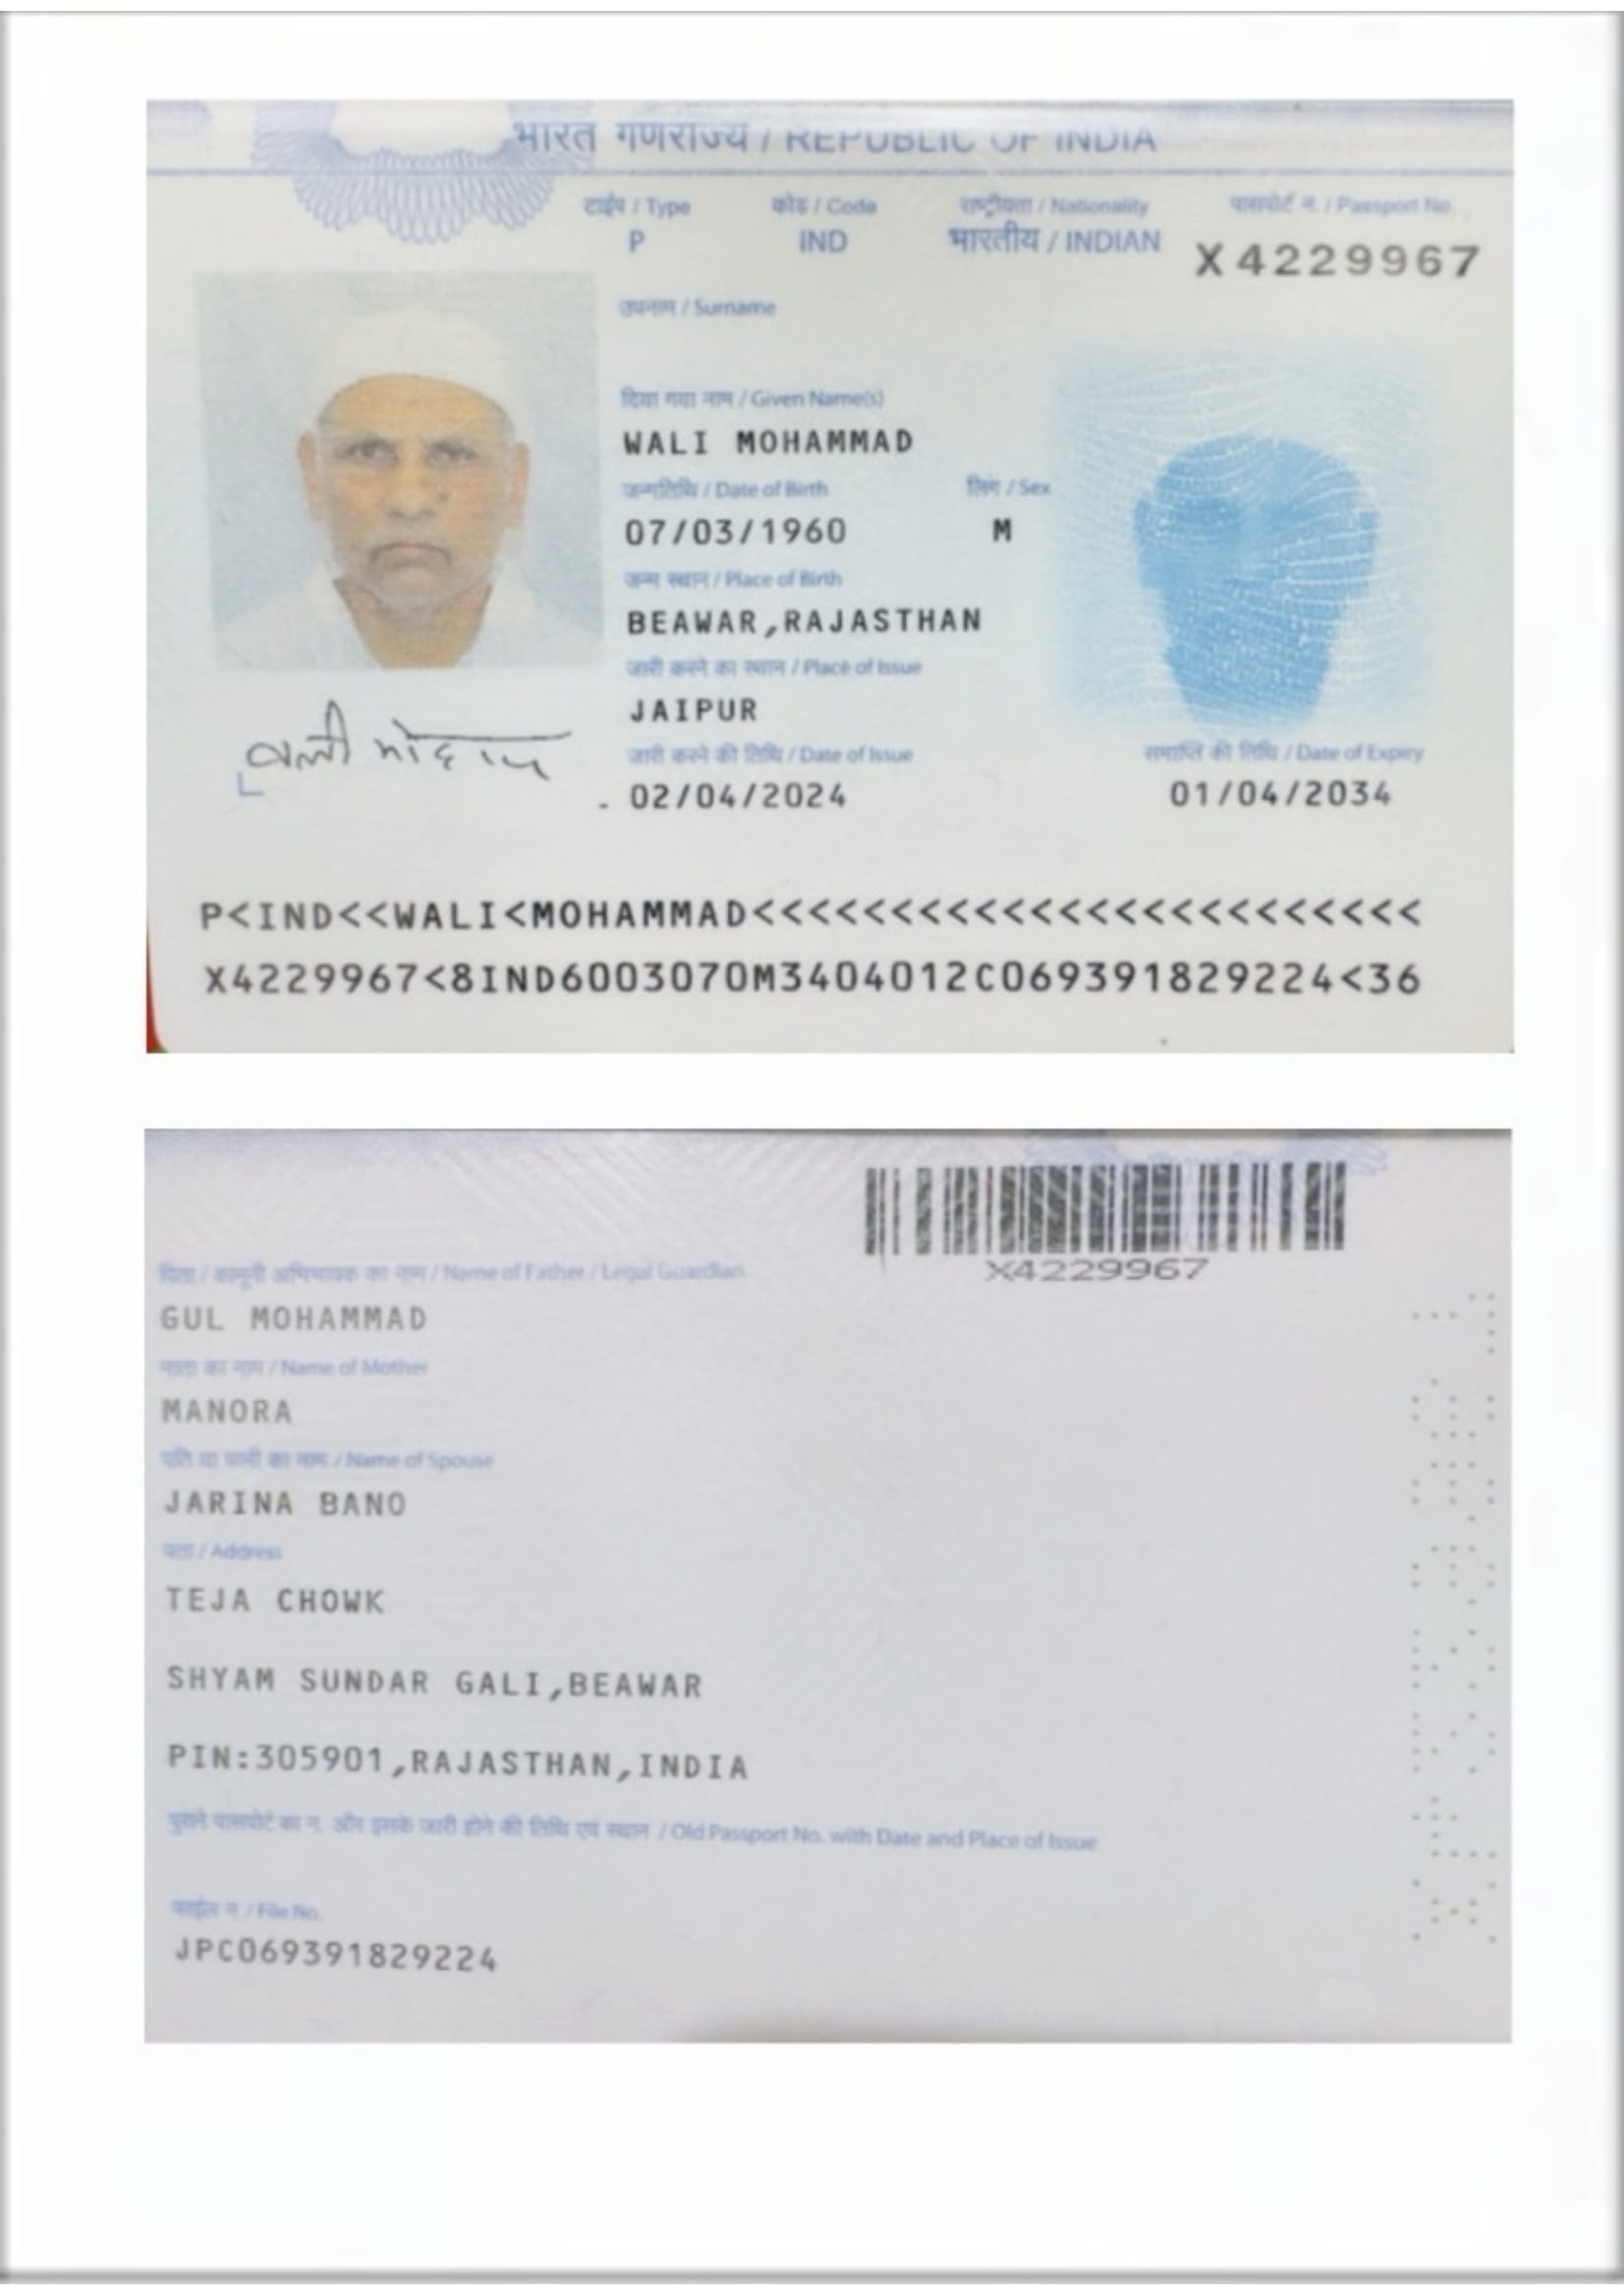 भारत गणराज्य / REPUBLIC OF INDIA
टाईप / Type कोड / Code राष्ट्रीयता / Nationality पासपोर्ट न. / Passport No.
P IND भारतीय / INDIAN X4229967
उपनाम / Surname
दिया गया नाम / Given Name(s)
WALI MOHAMMAD
जन्मतिथि / Date of Birth लिंग / Sex
07/03/1960 M
जन्म स्थान / Place of Birth
BEAWAR,RAJASTHAN
जारी करने का स्थान / Place of Issue
JAIPUR
वली मोहम्मद
जारी करने की तिथि / Date of Issue समाप्ति की तिथि / Date of Expiry
02/04/2024 01/04/2034
P<IND<<WALI<MOHAMMAD<<<<<<<<<<<<<<<<<<<<<<<<
X4229967<8IND6003070M3404012C069391829224<36
X4229967
पिता / कानूनी अभिभावक का नाम / Name of Father / Legal Guardian
GUL MOHAMMAD
माता का नाम / Name of Mother
MANORA
पति या पत्नी का नाम / Name of Spouse
JARINA BANO
पता / Address
TEJA CHOWK
SHYAM SUNDAR GALI,BEAWAR
PIN:305901,RAJASTHAN,INDIA
पुराने पासपोर्ट का न. और इसके जारी होने की तिथि एवं स्थान / Old Passport No. with Date and Place of Issue
फाईल न. / File No.
JPC069391829224
X4229967